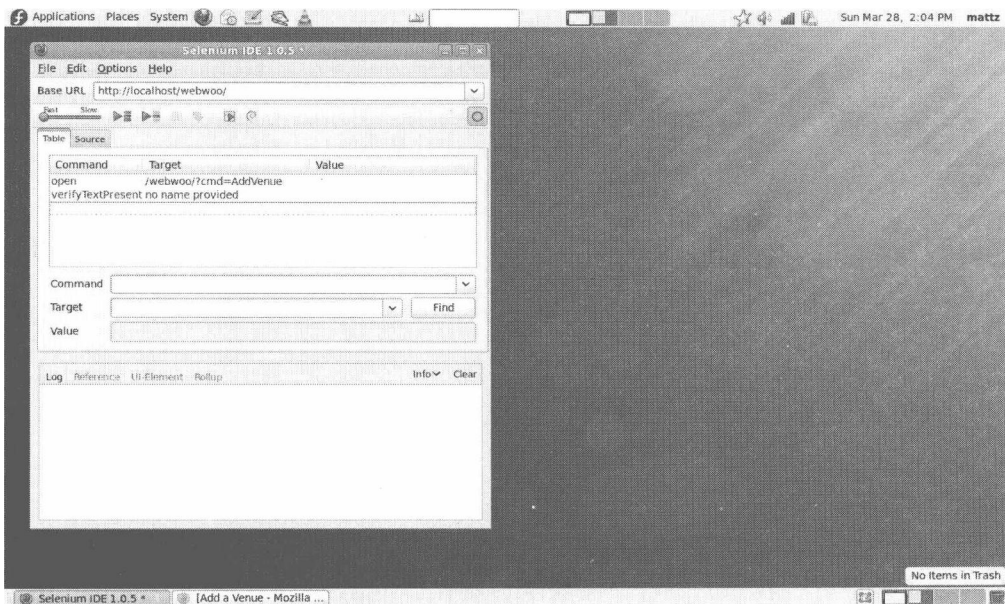 Applications Places System Sun Mar 28, 2:04 PM mattz
Selenium IDE 1.0.5 *
File Edit Options Help
Base URL http://localhost/webwoo/
Fast Slow
Table Source
Command Target Value
open /webwoo/?cmd=AddVenue
verifyTextPresent no name provided
Command
Target Find
Value
Log Reference UI-Element Rollup Info Clear
No Items in Trash
Selenium IDE 1.0.5 * [Add a Venue - Mozilla ...]